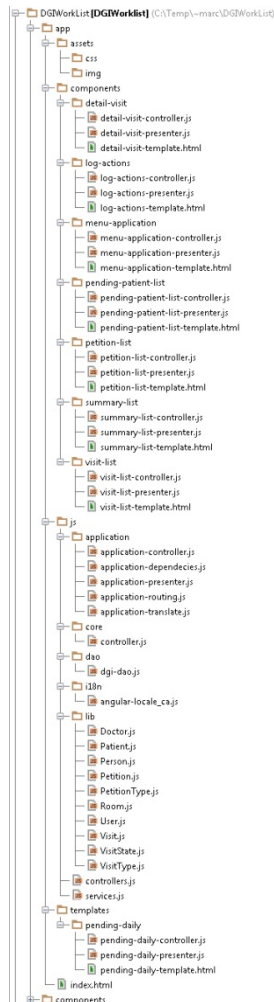 DGIWorkList [DGIWorklist] (C:\Temp\~marc\DGIWorkList)
app
assets
css
img
components
detail-visit
detail-visit-controller.js
detail-visit-presenter.js
detail-visit-template.html
log-actions
log-actions-controller.js
log-actions-presenter.js
log-actions-template.html
menu-application
menu-application-controller.js
menu-application-presenter.js
menu-application-template.html
pending-patient-list
pending-patient-list-controller.js
pending-patient-list-presenter.js
pending-patient-list-template.html
petition-list
petition-list-controller.js
petition-list-presenter.js
petition-list-template.html
summary-list
summary-list-controller.js
summary-list-presenter.js
summary-list-template.html
visit-list
visit-list-controller.js
visit-list-presenter.js
visit-list-template.html
js
application
application-controller.js
application-dependecies.js
application-presenter.js
application-routing.js
application-translate.js
core
controller.js
dao
dgi-dao.js
i18n
angular-locale_ca.js
lib
Doctor.js
Patient.js
Person.js
Petition.js
PetitionType.js
Room.js
User.js
Visit.js
VisitState.js
VisitType.js
controllers.js
services.js
templates
pending-daily
pending-daily-controller.js
pending-daily-presenter.js
pending-daily-template.html
index.html
components